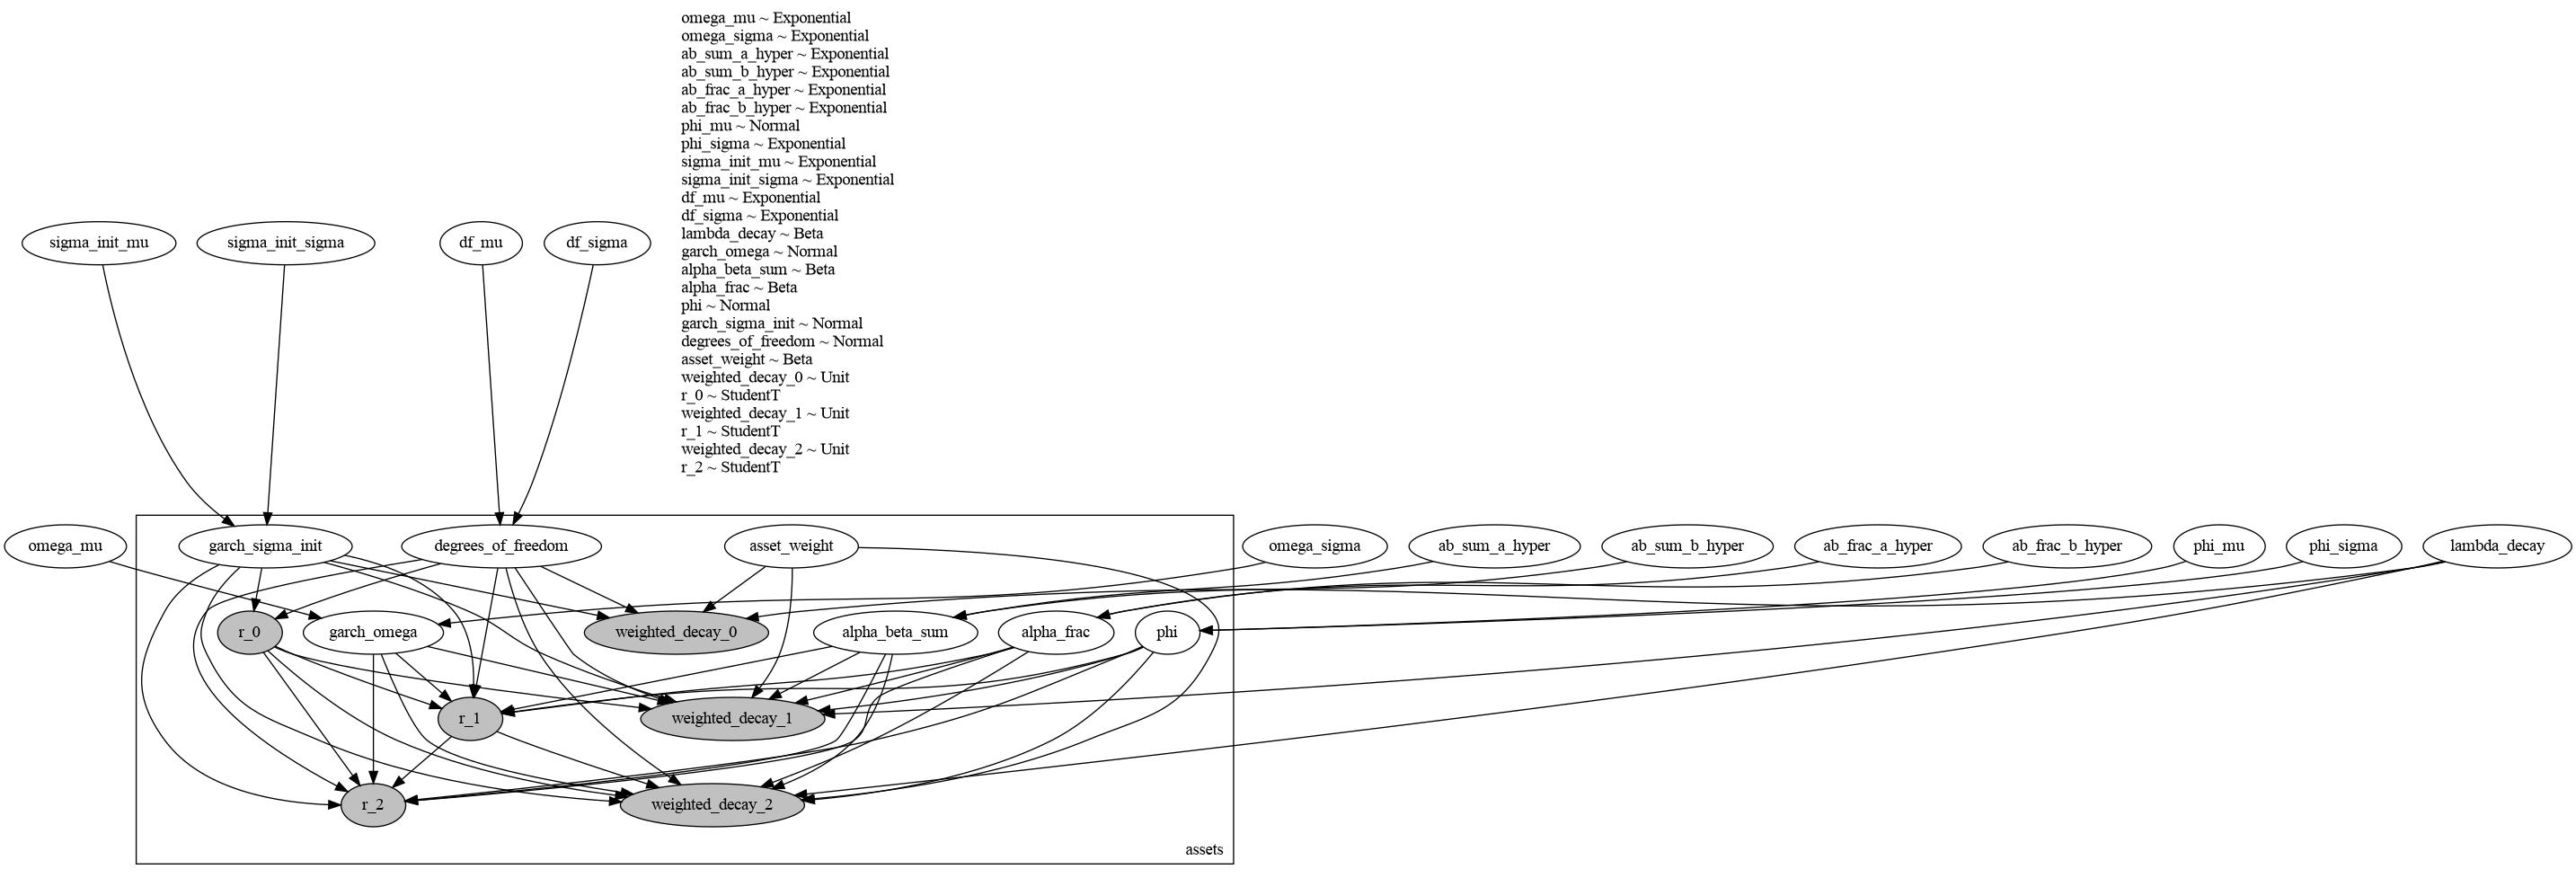 omega_mu ~ Exponential
omega_sigma ~ Exponential
ab_sum_a_hyper ~ Exponential
ab_sum_b_hyper ~ Exponential
ab_frac_a_hyper ~ Exponential
ab_frac_b_hyper ~ Exponential
phi_mu ~ Normal
phi_sigma ~ Exponential
sigma_init_mu ~ Exponential
sigma_init_sigma ~ Exponential
df_mu ~ Exponential
df_sigma ~ Exponential
lambda_decay ~ Beta
garch_omega ~ Normal
alpha_beta_sum ~ Beta
alpha_frac ~ Beta
phi ~ Normal
garch_sigma_init ~ Normal
degrees_of_freedom ~ Normal
asset_weight ~ Beta
weighted_decay_0 ~ Unit
r_0 ~ StudentT
weighted_decay_1 ~ Unit
r_1 ~ StudentT
weighted_decay_2 ~ Unit
r_2 ~ StudentT
sigma_init_mu
sigma_init_sigma
df_mu
df_sigma
omega_mu
garch_sigma_init
degrees_of_freedom
asset_weight
omega_sigma
ab_sum_a_hyper
ab_sum_b_hyper
ab_frac_a_hyper
ab_frac_b_hyper
phi_mu
phi_sigma
lambda_decay
r_0
garch_omega
weighted_decay_0
alpha_beta_sum
alpha_frac
phi
r_1
weighted_decay_1
r_2
weighted_decay_2
assets